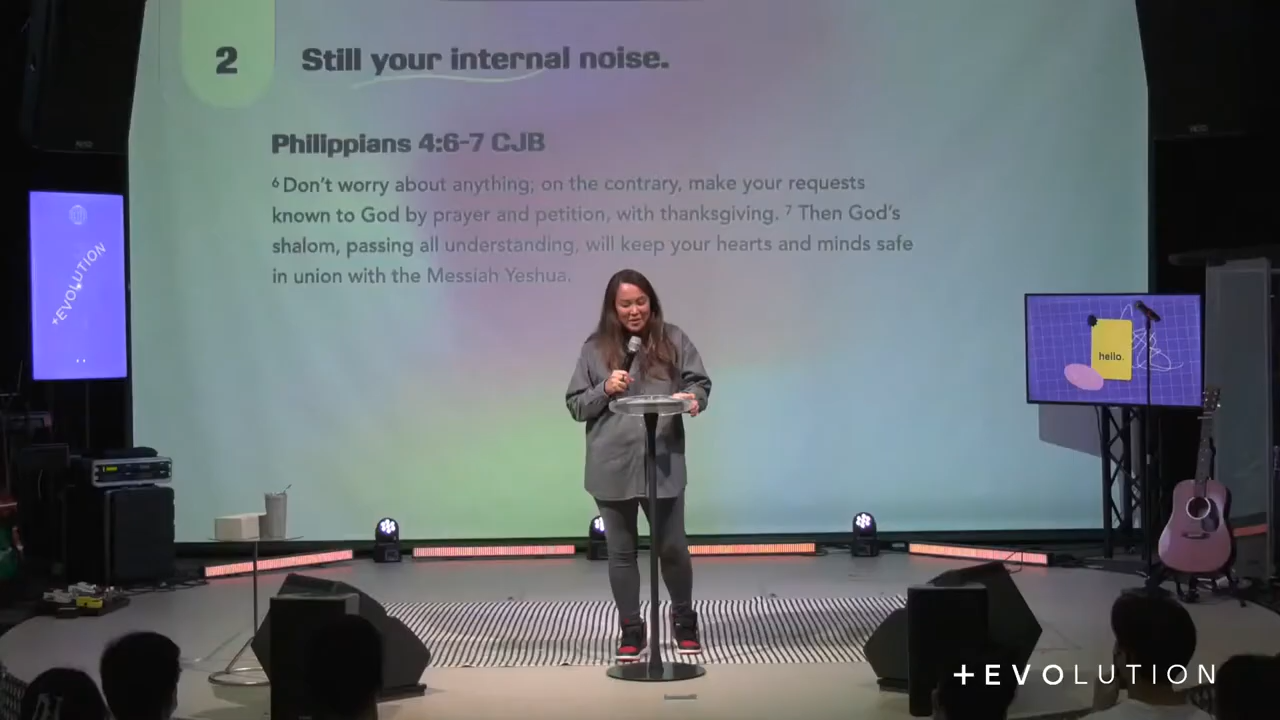 2
Still your internal noise.
Philippians 4:6-7 CJB
6 Don't worry about anything; on the contrary, make your requests
known to God by prayer and petition, with thanksgiving. 7 Then God's
shalom, passing all understanding, will keep your hearts and minds safe
in union with the Messiah Yeshua.
+EVOLUTION
hello.
+EVOLUTION